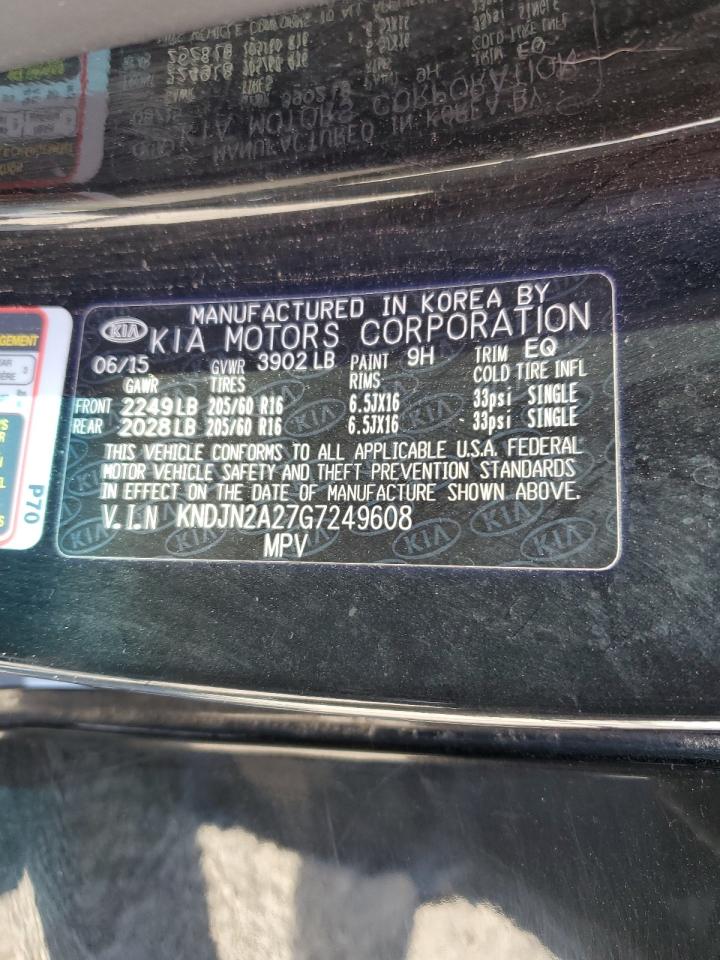 MANUFACTURED IN KOREA BY
KIA KIA MOTORS CORPORATION
06/15 GVWR 3902 LB PAINT 9H TRIM EQ
GAWR TIRES RIMS COLD TIRE INFL
FRONT 2249 LB 205/60 R16 6.5JX16 33psi SINGLE
REAR 2028 LB 205/60 R16 6.5JX16 33psi SINGLE
THIS VEHICLE CONFORMS TO ALL APPLICABLE U.S.A. FEDERAL
MOTOR VEHICLE SAFETY AND THEFT PREVENTION STANDARDS
IN EFFECT ON THE DATE OF MANUFACTURE SHOWN ABOVE.
V.I.N KNDJN2A27G7249608
MPV
P70